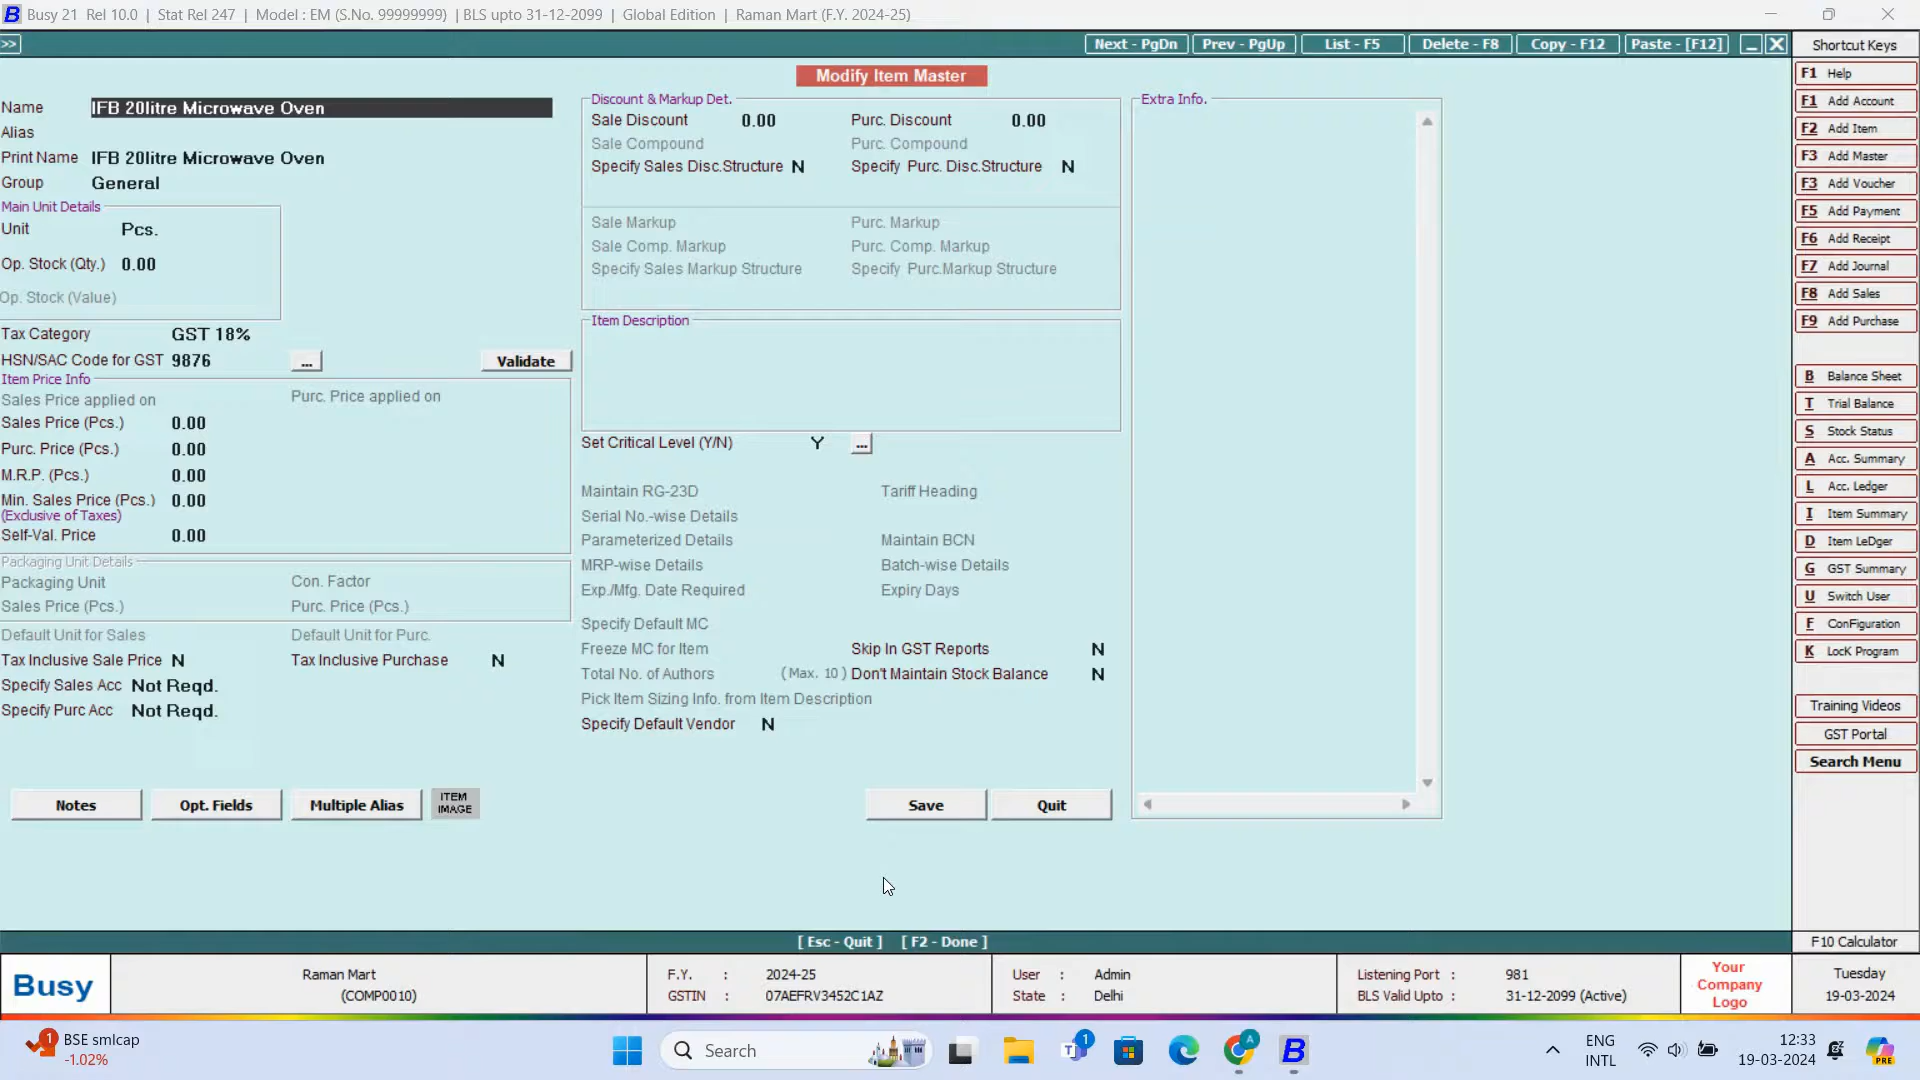 Busy 21 Rel 10.0 | Stat Rel 247 | Model : EM (S.No. 99999999) | BLS upto 31-12-2099 | Global Edition | Raman Mart (F.Y. 2024-25)
>> Next - PgDn Prev - PgUp List - F5 Delete - F8 Copy - F12 Paste - [F12]
Modify Item Master
Name IFB 20litre Microwave Oven
Alias
Print Name IFB 20litre Microwave Oven
Group General
Main Unit Details
Unit Pcs.
Op. Stock (Qty.) 0.00
Op. Stock (Value)
Tax Category GST 18%
HSN/SAC Code for GST 9876 ... Validate
Item Price Info
Sales Price applied on Purc. Price applied on
Sales Price (Pcs.) 0.00
Purc. Price (Pcs.) 0.00
M.R.P. (Pcs.) 0.00
Min. Sales Price (Pcs.) 0.00
(Exclusive of Taxes)
Self-Val. Price 0.00
Packaging Unit Details
Packaging Unit Con. Factor
Sales Price (Pcs.) Purc. Price (Pcs.)
Default Unit for Sales Default Unit for Purc.
Tax Inclusive Sale Price N Tax Inclusive Purchase N
Specify Sales Acc Not Reqd.
Specify Purc Acc Not Reqd.
Notes Opt. Fields Multiple Alias ITEM IMAGE
Discount & Markup Det.
Sale Discount 0.00 Purc. Discount 0.00
Sale Compound Purc. Compound
Specify Sales Disc.Structure N Specify Purc. Disc.Structure N
Sale Markup Purc. Markup
Sale Comp. Markup Purc. Comp. Markup
Specify Sales Markup Structure Specify Purc.Markup Structure
Item Description
Set Critical Level (Y/N) Y ...
Maintain RG-23D Tariff Heading
Serial No.-wise Details
Parameterized Details Maintain BCN
MRP-wise Details Batch-wise Details
Exp./Mfg. Date Required Expiry Days
Specify Default MC
Freeze MC for Item Skip In GST Reports N
Total No. of Authors (Max. 10) Don't Maintain Stock Balance N
Pick Item Sizing Info. from Item Description
Specify Default Vendor N
Save Quit
Extra Info.
Shortcut Keys
F1 Help
F1 Add Account
F2 Add Item
F3 Add Master
F3 Add Voucher
F5 Add Payment
F6 Add Receipt
F7 Add Journal
F8 Add Sales
F9 Add Purchase
B Balance Sheet
T Trial Balance
S Stock Status
A Acc. Summary
L Acc. Ledger
I Item Summary
D Item LeDger
G GST Summary
U Switch User
F ConFiguration
K LocK Program
Training Videos
GST Portal
Search Menu
[ Esc - Quit ] [ F2 - Done ]
F10 Calculator
Busy
Raman Mart
(COMP0010)
F.Y. : 2024-25
GSTIN : 07AEFRV3452C1AZ
User : Admin
State : Delhi
Listening Port : 981
BLS Valid Upto : 31-12-2099 (Active)
Your
Company
Logo
Tuesday
19-03-2024
1 BSE smlcap
-1.02%
Search
1
A
B
ENG
INTL
12:33
19-03-2024
PRE